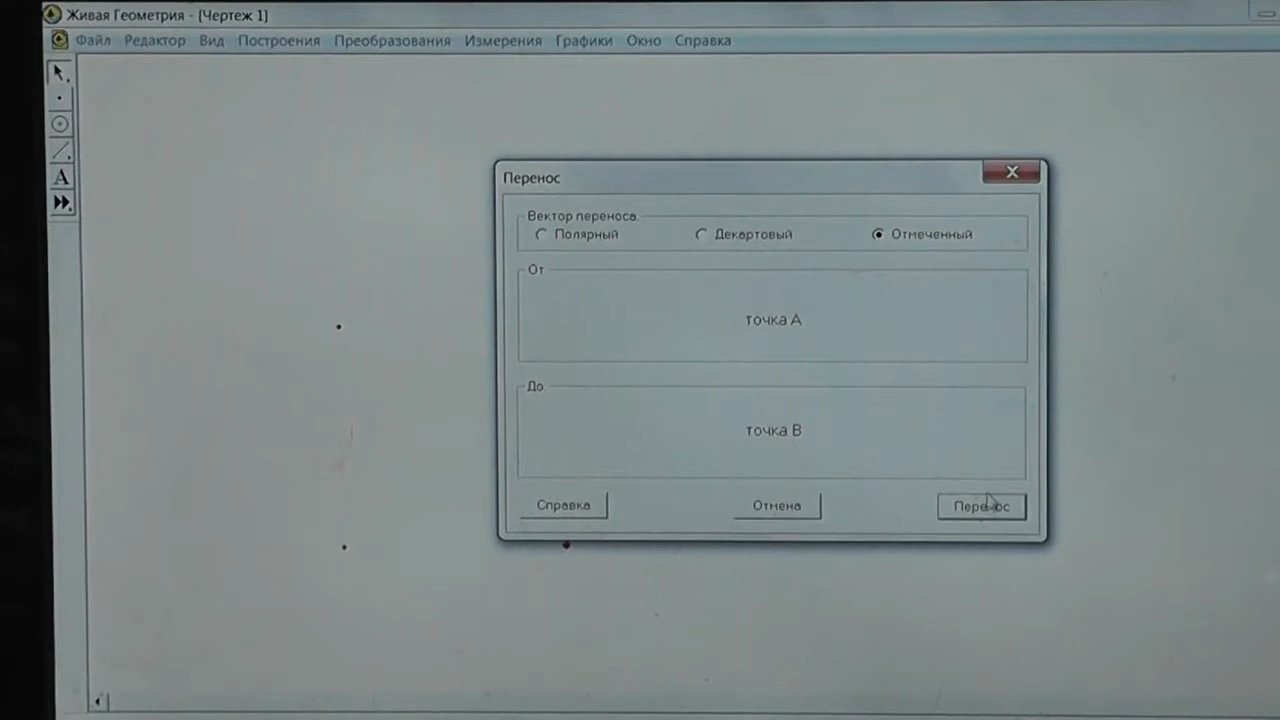 Живая Геометрия - [Чертеж 1]
Файл Редактор Вид Построения Преобразования Измерения Графики Окно Справка
A
Перенос
Вектор переноса
Полярный Декартовый Отмеченный
От
точка A
До
точка B
Справка Отмена Перенос